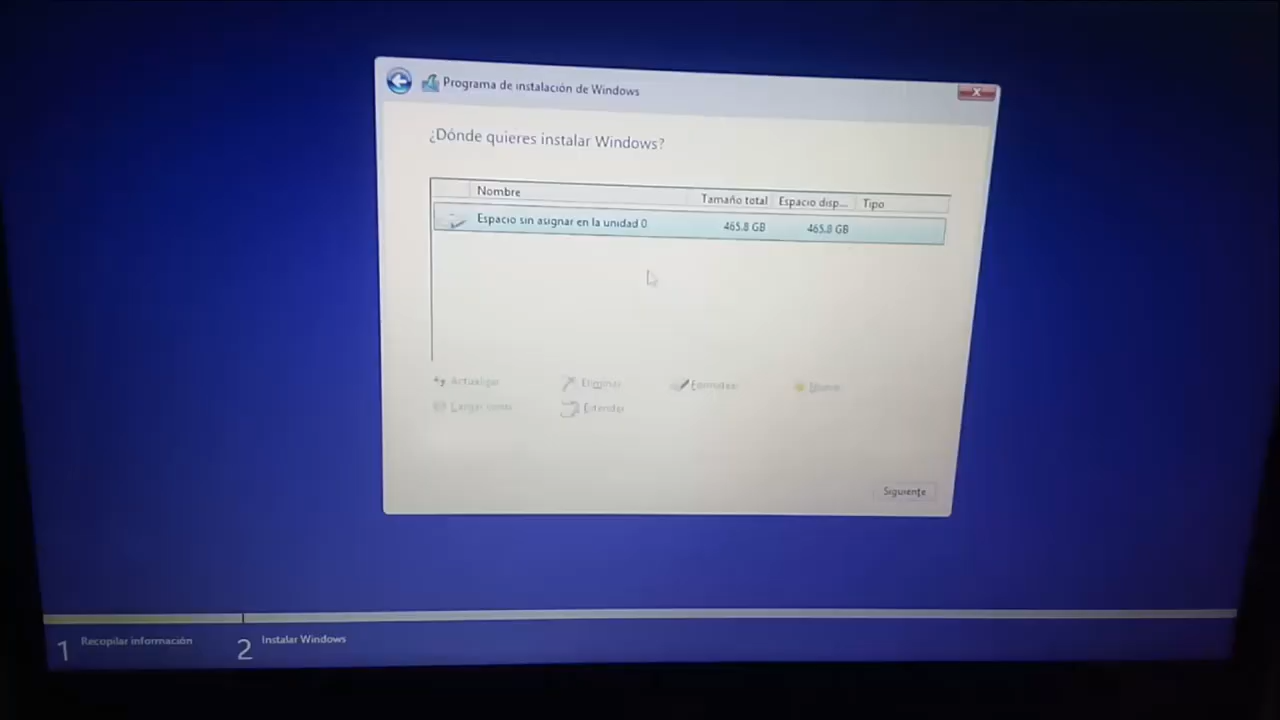 Programa de instalación de Windows
¿Dónde quieres instalar Windows?
Nombre Tamaño total Espacio disp... Tipo
Espacio sin asignar en la unidad 0 465.8 GB 465.8 GB
Actualizar Eliminar Formatear Nuevo
Extender
Siguiente
1 Recopilar información 2 Instalar Windows